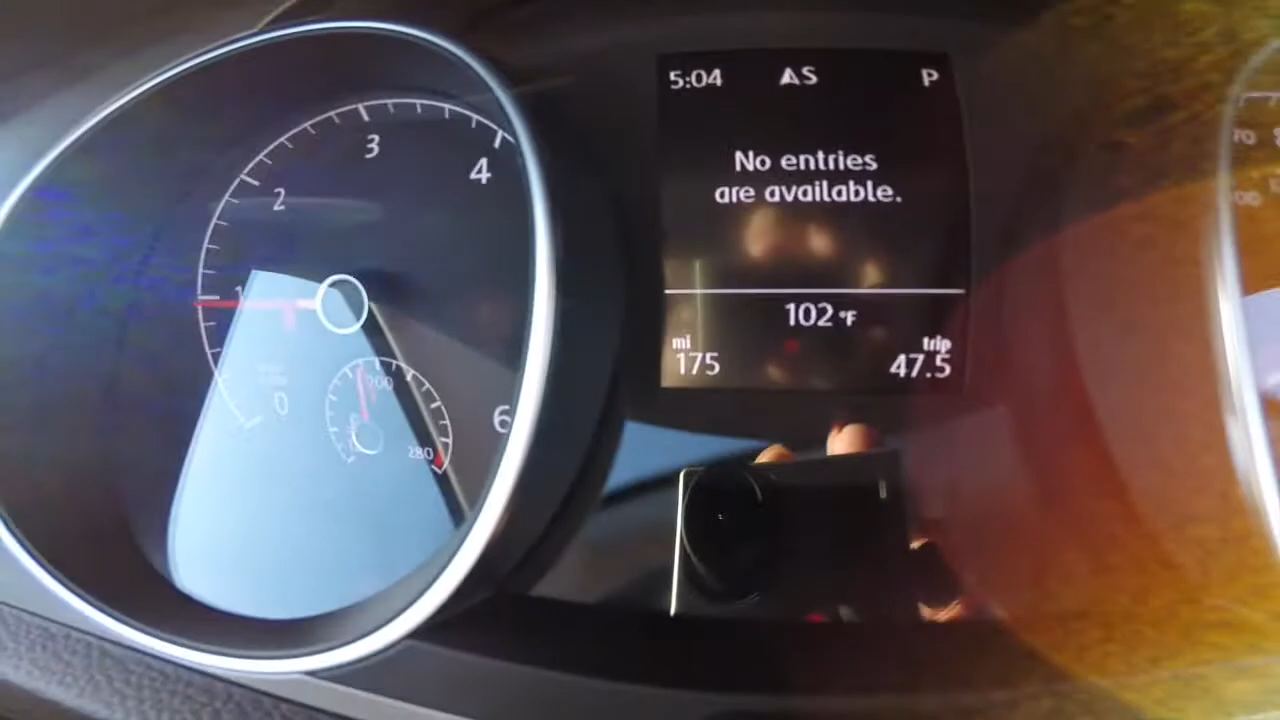 5:04 AS P
No entries
are available.
102 °F
mi trip
175 47.5
1
2
3
4
6
0
200
280